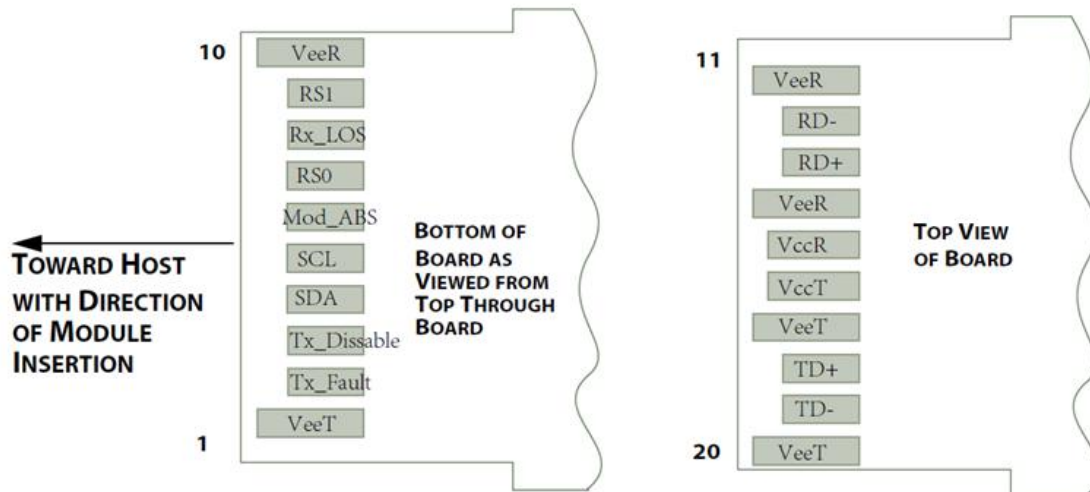 10
VeeR
RS1
Rx_LOS
RS0
Mod_ABS
SCL
SDA
Tx_Dissable
Tx_Fault
VeeT
1
TOWARD HOST
WITH DIRECTION
OF MODULE
INSERTION
BOTTOM OF
BOARD AS
VIEWED FROM
TOP THROUGH
BOARD
11
VeeR
RD-
RD+
VeeR
VccR
VccT
VeeT
TD+
TD-
VeeT
20
TOP VIEW
OF BOARD